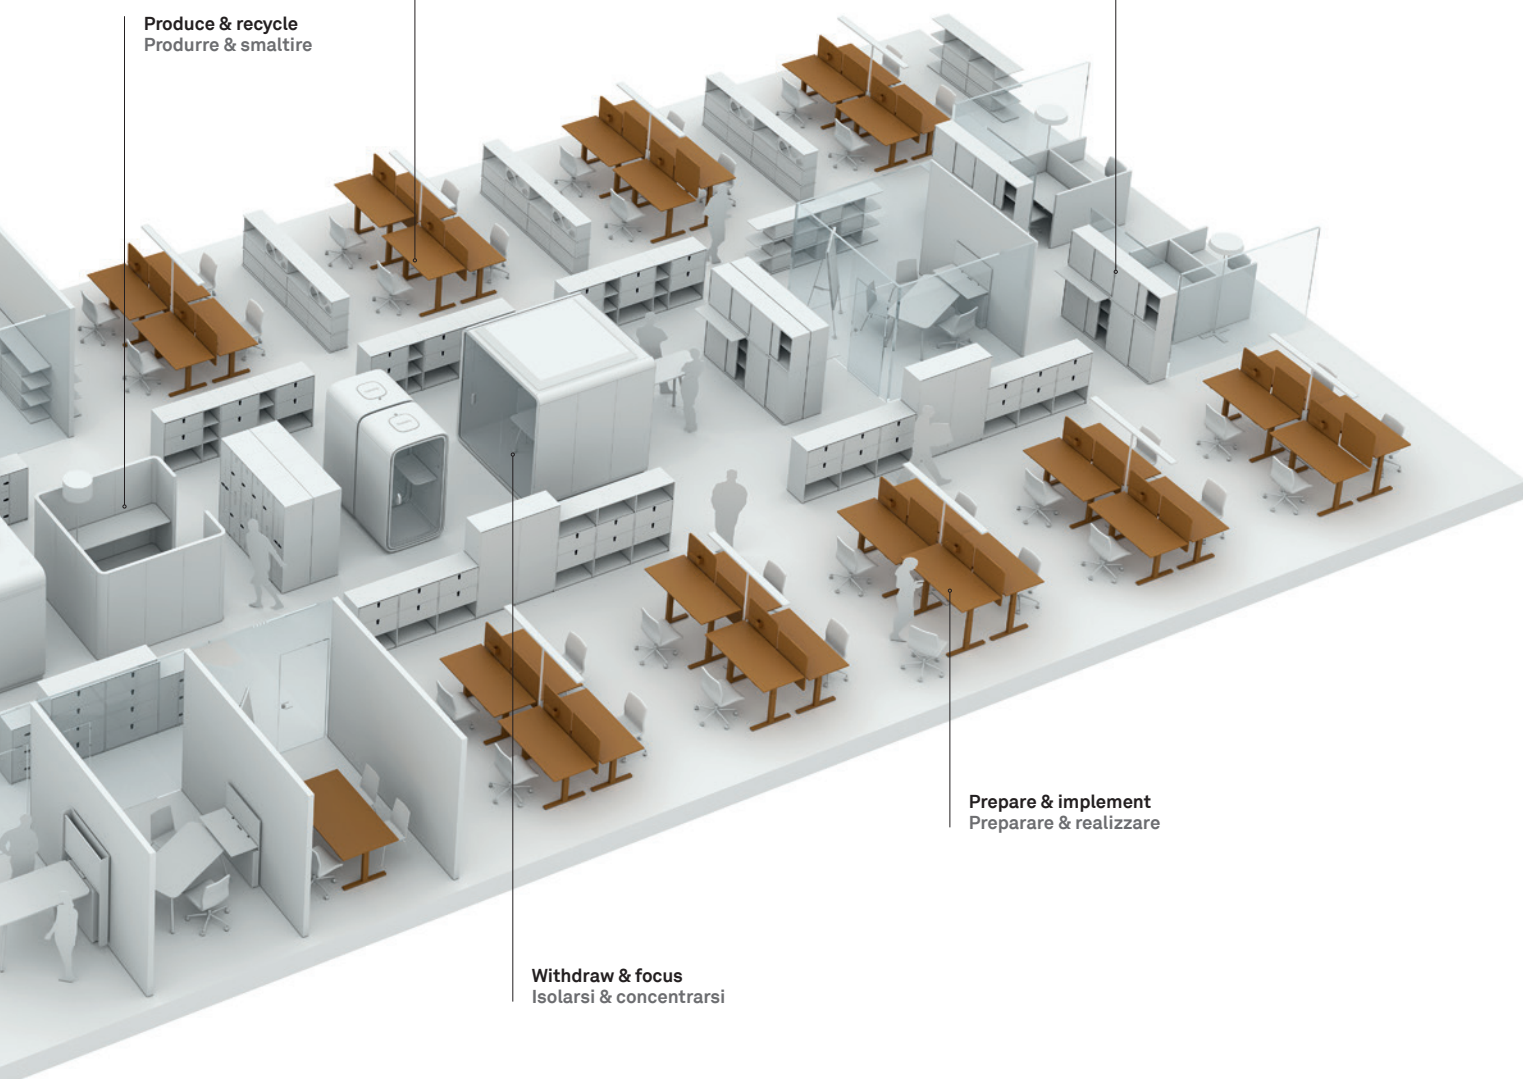 Produce & recycle
Produrre & smaltire
Prepare & implement
Preparare & realizzare
Withdraw & focus
Isolarsi & concentrarsi